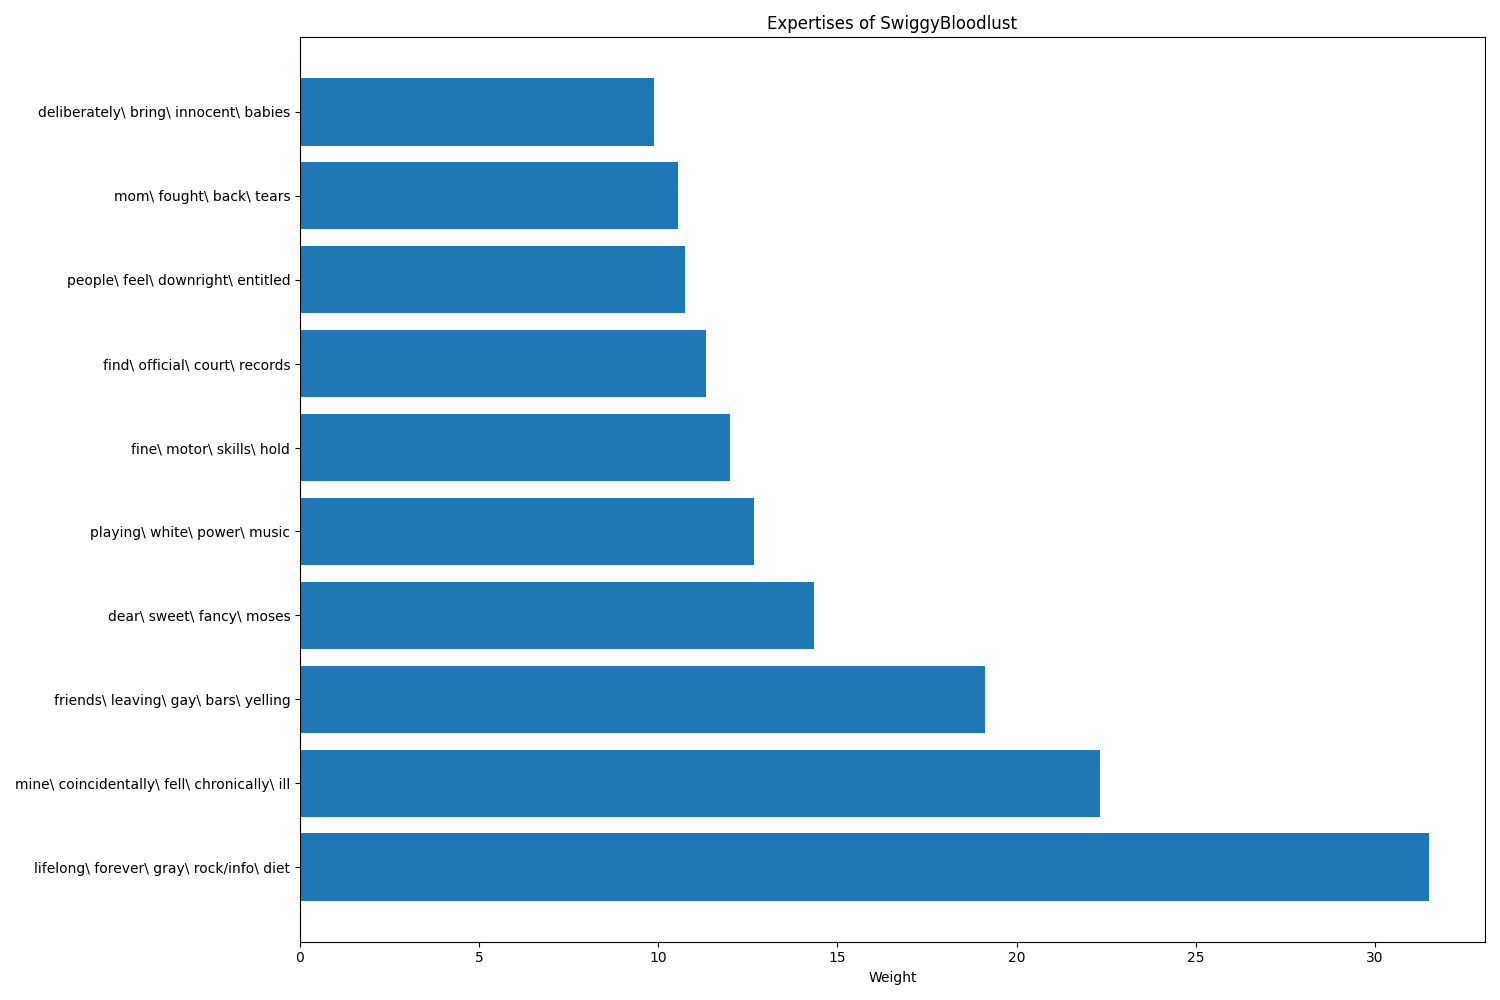 Expertises of SwiggyBloodlust
deliberately\ bring\ innocent\ babies
mom\ fought\ back\ tears
people\ feel\ downright\ entitled
find\ official\ court\ records
fine\ motor\ skills\ hold
playing\ white\ power\ music
dear\ sweet\ fancy\ moses
friends\ leaving\ gay\ bars\ yelling
mine\ coincidentally\ fell\ chronically\ ill
lifelong\ forever\ gray\ rock/info\ diet
0 5 10 15 20 25 30
Weight